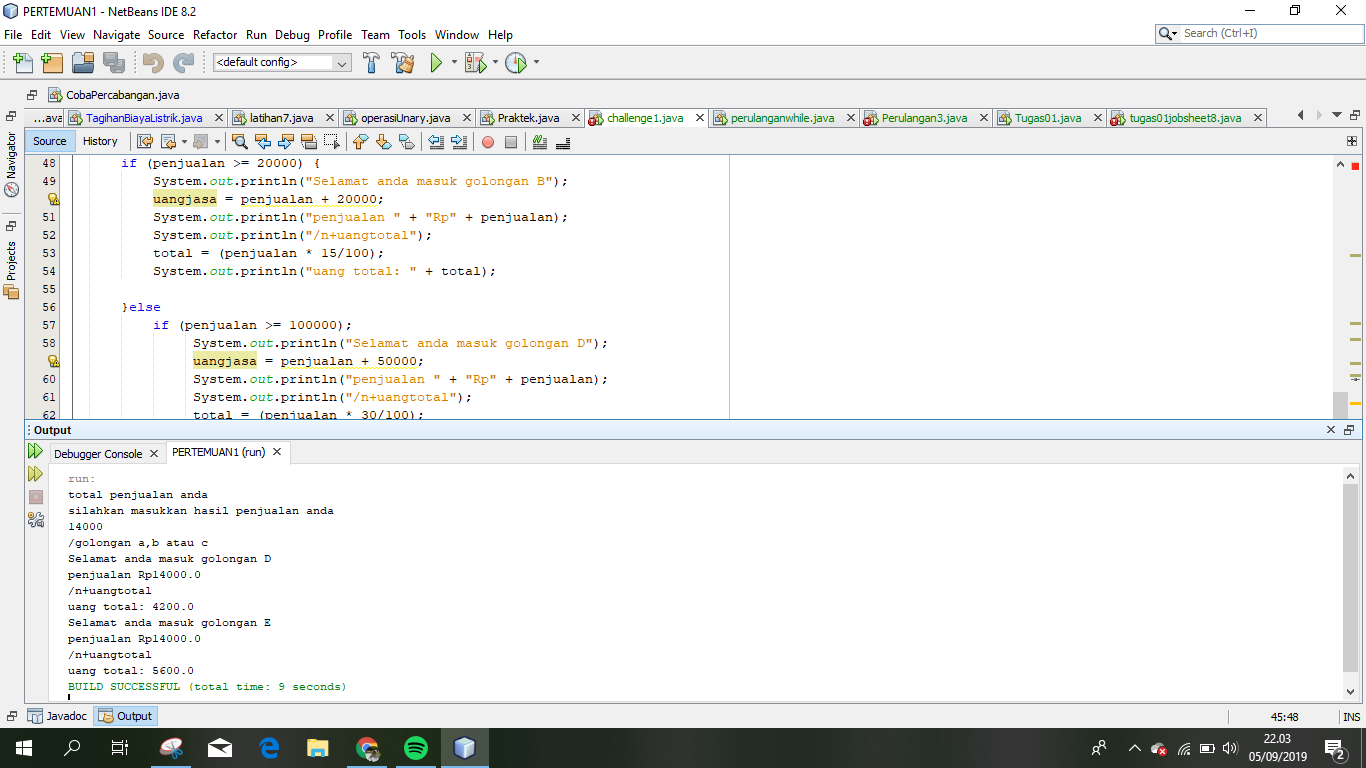 PERTEMUAN1 - NetBeans IDE 8.2
File Edit View Navigate Source Refactor Run Debug Profile Team Tools Window Help
Search (Ctrl+I)
<default config>
CobaPercabangan.java
...ava TagihanBiayaListrik.java latihan7.java operasiUnary.java Praktek.java challenge1.java perulanganwhile.java Perulangan3.java Tugas01.java tugas01jobsheet8.java
Source History
Navigator
Projects
48 if (penjualan >= 20000) {
49 System.out.println("Selamat anda masuk golongan B");
uangjasa = penjualan + 20000;
51 System.out.println("penjualan " + "Rp" + penjualan);
52 System.out.println("/n+uangtotal");
53 total = (penjualan * 15/100);
54 System.out.println("uang total: " + total);
55
56 }else
57 if (penjualan >= 100000);
58 System.out.println("Selamat anda masuk golongan D");
uangjasa = penjualan + 50000;
60 System.out.println("penjualan " + "Rp" + penjualan);
61 System.out.println("/n+uangtotal");
62 total = (penjualan * 30/100);
Output
Debugger Console PERTEMUAN1 (run)
run:
total penjualan anda
silahkan masukkan hasil penjualan anda
14000
/golongan a,b atau c
Selamat anda masuk golongan D
penjualan Rp14000.0
/n+uangtotal
uang total: 4200.0
Selamat anda masuk golongan E
penjualan Rp14000.0
/n+uangtotal
uang total: 5600.0
BUILD SUCCESSFUL (total time: 9 seconds)
Javadoc Output
45:48 INS
22.03
05/09/2019
2